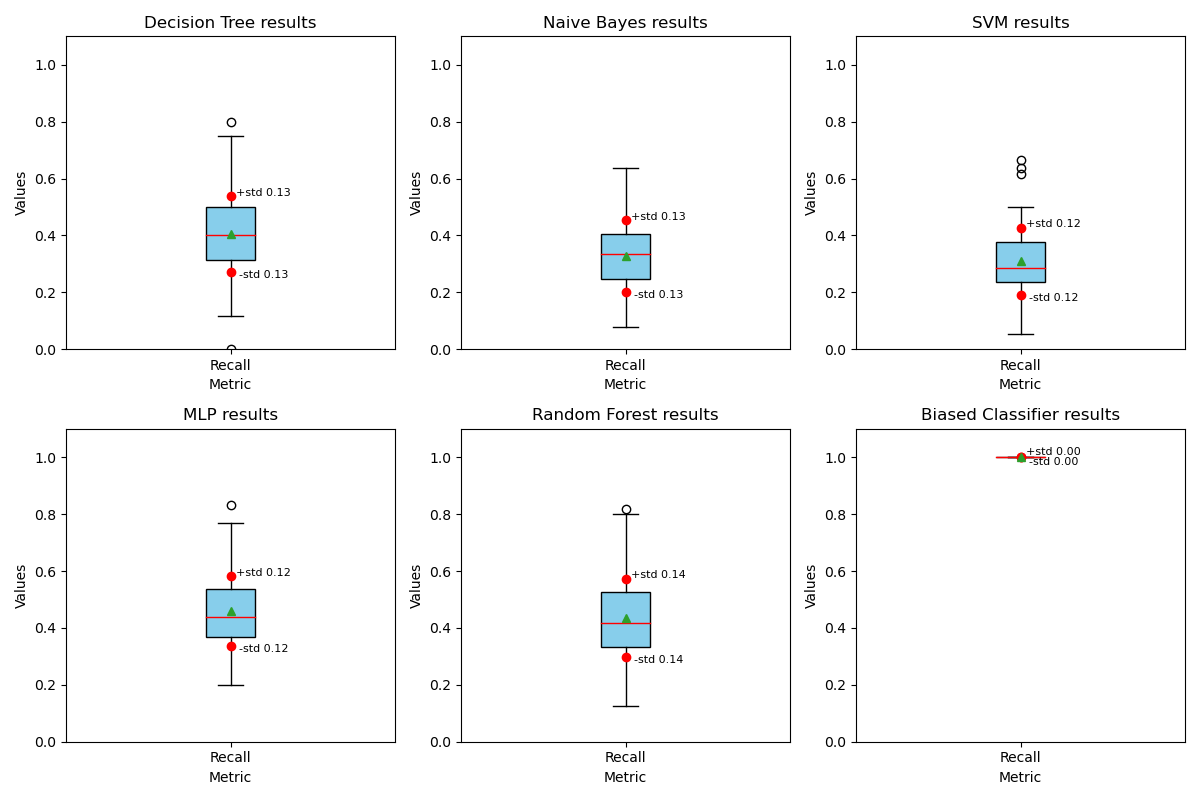 Decision Tree results
1.0
0.8
0.6
0.4
0.2
0.0
Values
+std 0.13
-std 0.13
Recall
Metric
Naive Bayes results
1.0
0.8
0.6
0.4
0.2
0.0
Values
+std 0.13
-std 0.13
Recall
Metric
SVM results
1.0
0.8
0.6
0.4
0.2
0.0
Values
+std 0.12
-std 0.12
Recall
Metric
MLP results
1.0
0.8
0.6
0.4
0.2
0.0
Values
+std 0.12
-std 0.12
Recall
Metric
Random Forest results
1.0
0.8
0.6
0.4
0.2
0.0
Values
+std 0.14
-std 0.14
Recall
Metric
Biased Classifier results
1.0
0.8
0.6
0.4
0.2
0.0
Values
+std 0.00
-std 0.00
Recall
Metric